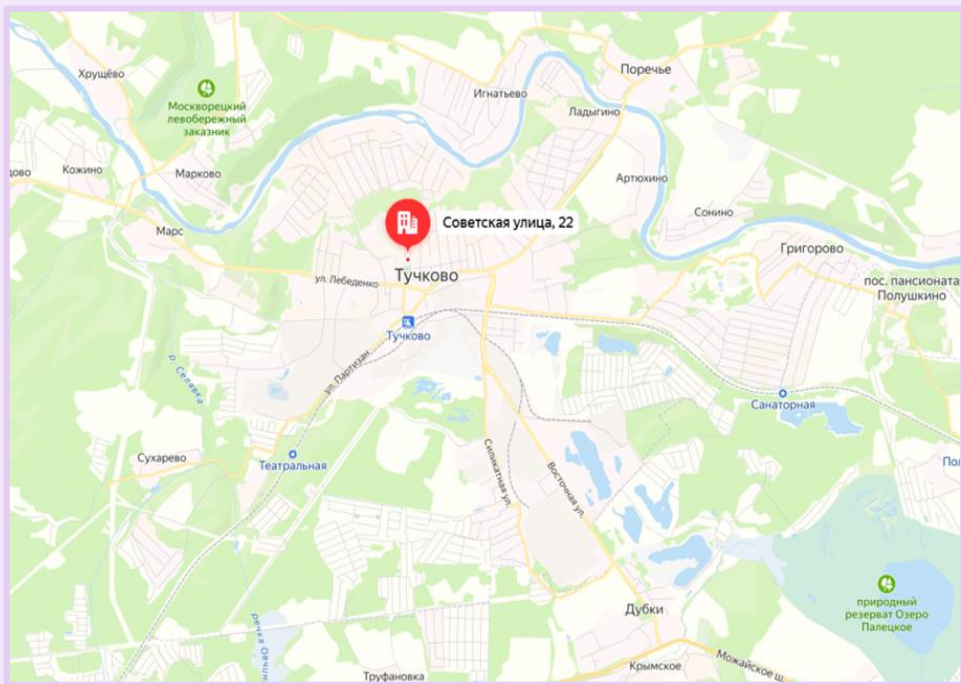 Хрущёво
Москворецкий
левобережный
заказник
Игнатьево
Поречье
Ладыгино
Кожино
Марково
Артюхино
Марс
Советская улица, 22
Сонино
Григорово
ул. Лебеденко
Тучково
пос. пансионата
Полушкино
Тучково
р. Селявка
ул. Партизан
Санаторная
Сухарево
Театральная
Силикатная ул.
Восточная ул.
природный
резерват Озеро
Палецкое
Дубки
Крымское
Можайское ш.
Труфановка